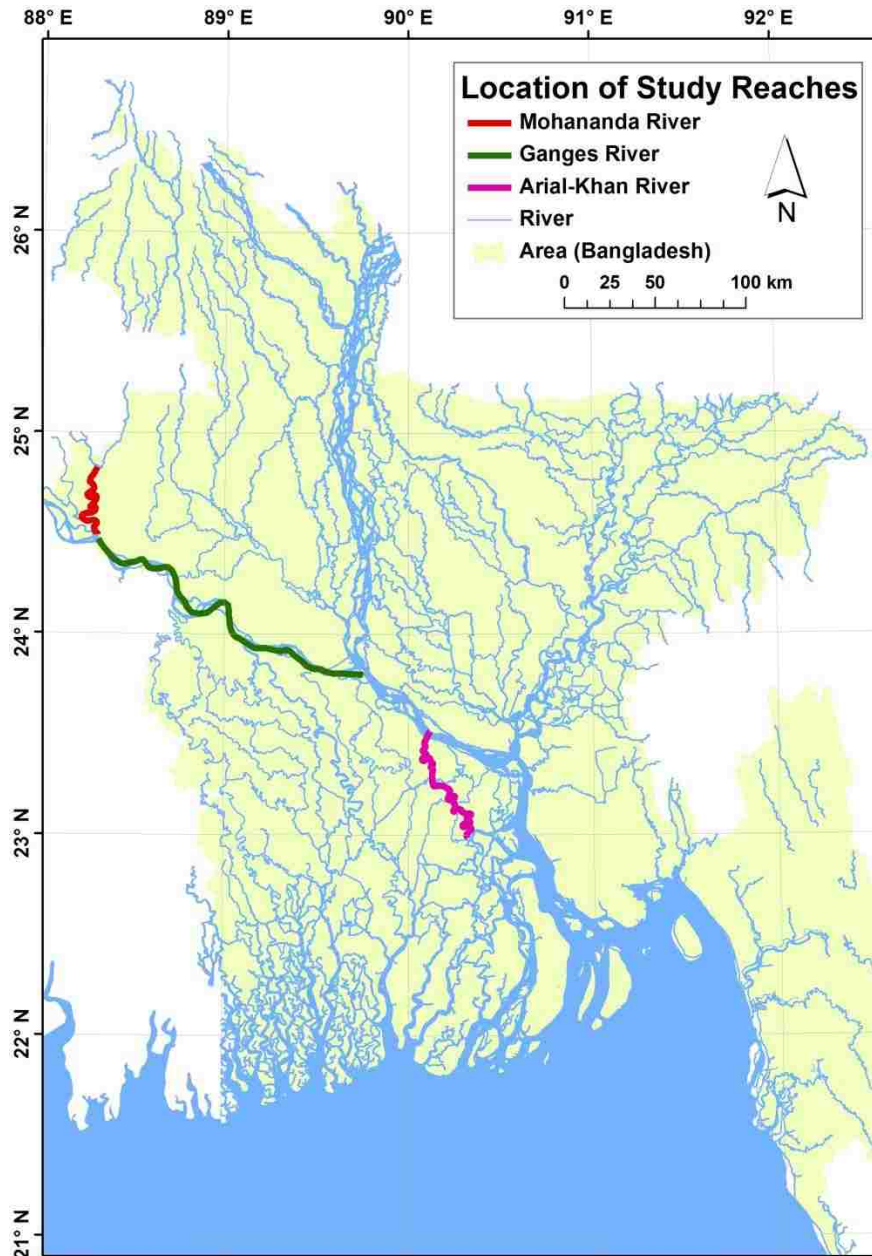 88° E 89° E 90° E 91° E 92° E
Location of Study Reaches
Mohananda River
Ganges River
Arial-Khan River
River
Area (Bangladesh)
N
0 25 50 100 km
26° N
25° N
24° N
23° N
22° N
21° N